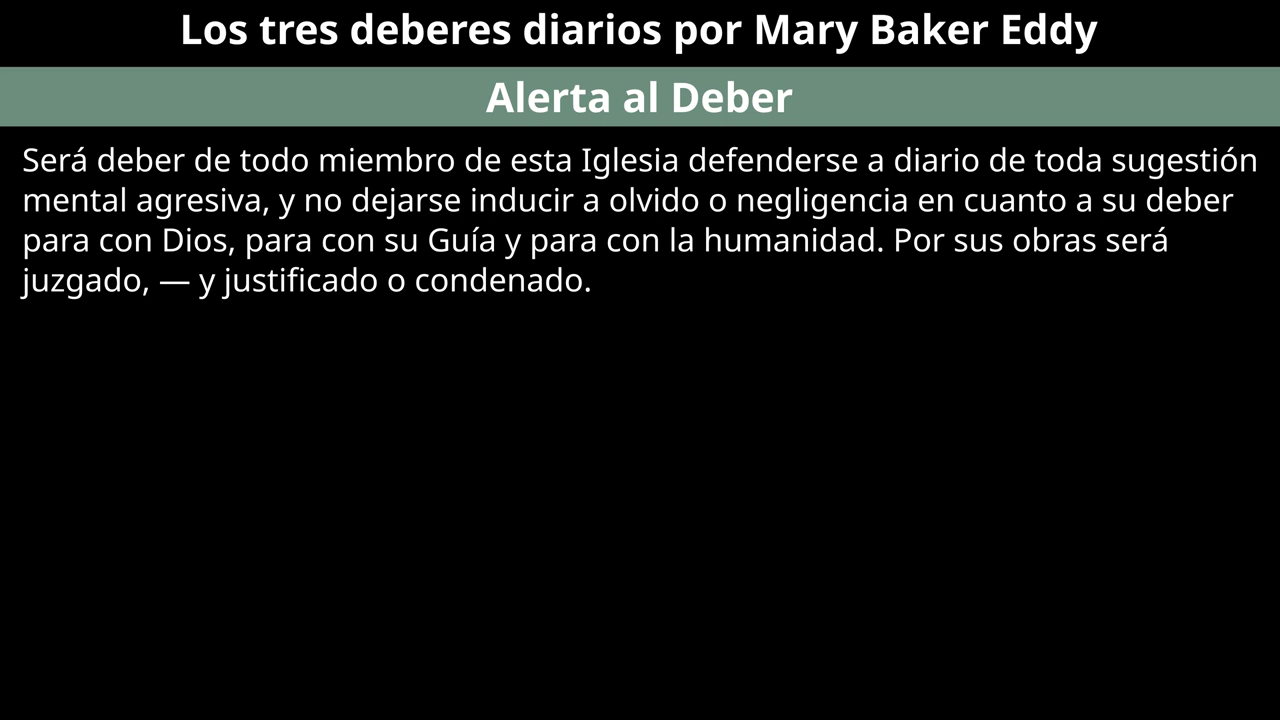 Los tres deberes diarios por Mary Baker Eddy
Alerta al Deber
Será deber de todo miembro de esta Iglesia defenderse a diario de toda sugestión
mental agresiva, y no dejarse inducir a olvido o negligencia en cuanto a su deber
para con Dios, para con su Guía y para con la humanidad. Por sus obras será
juzgado, — y justificado o condenado.